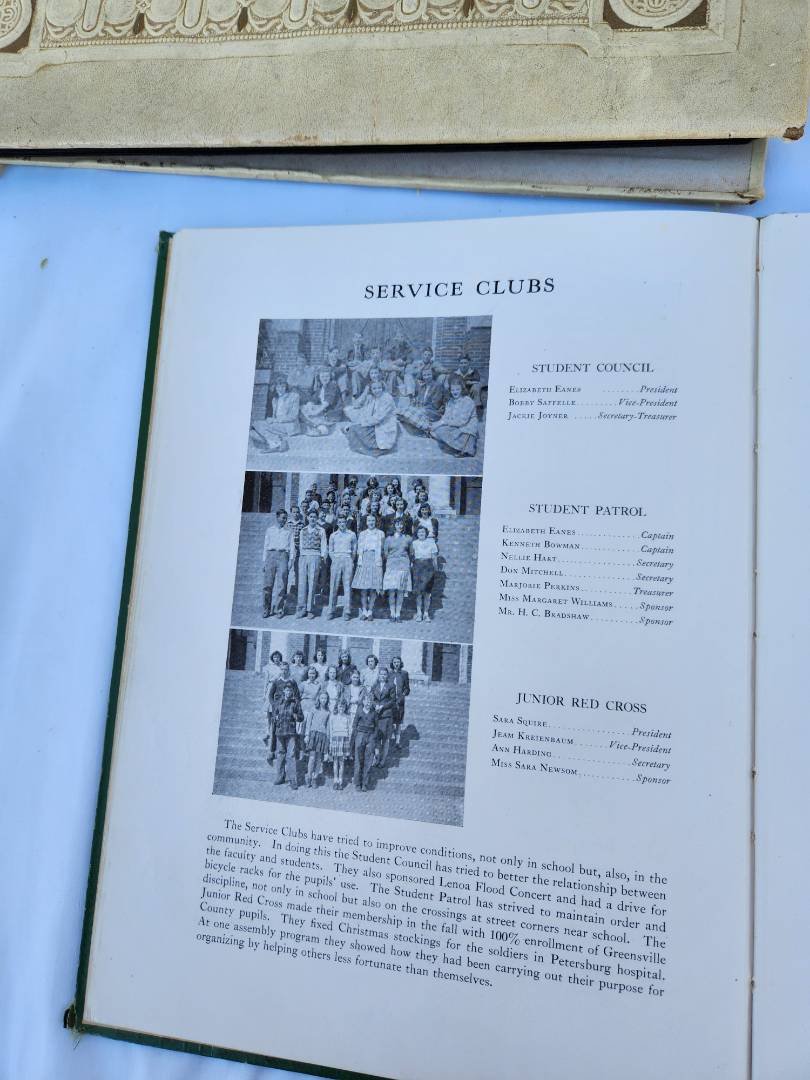 SERVICE CLUBS
STUDENT COUNCIL
ELIZABETH EANES ........President
BOBBY SAFFELLE.........Vice-President
JACKIE JOYNER .....Secretary-Treasurer
STUDENT PATROL
ELIZABETH EANES .............Captain
KENNETH BOWMAN.............Captain
NELLIE HART.................Secretary
DON MITCHELL...............Secretary
MARJORIE PERKINS...........Treasurer
MISS MARGARET WILLIAMS.....Sponsor
MR. H. C. BRADSHAW..........Sponsor
JUNIOR RED CROSS
SARA SQUIRE.................President
JEAM KREIENBAUM.......Vice-President
ANN HARDING................Secretary
MISS SARA NEWSOM............Sponsor
The Service Clubs have tried to improve conditions, not only in school but, also, in the
community. In doing this the Student Council has tried to better the relationship between
the faculty and students. They also sponsored Lenoa Flood Concert and had a drive for
bicycle racks for the pupils' use. The Student Patrol has strived to maintain order and
discipline, not only in school but also on the crossings at street corners near school. The
Junior Red Cross made their membership in the fall with 100% enrollment of Greensville
County pupils. They fixed Christmas stockings for the soldiers in Petersburg hospital.
At one assembly program they showed how they had been carrying out their purpose for
organizing by helping others less fortunate than themselves.